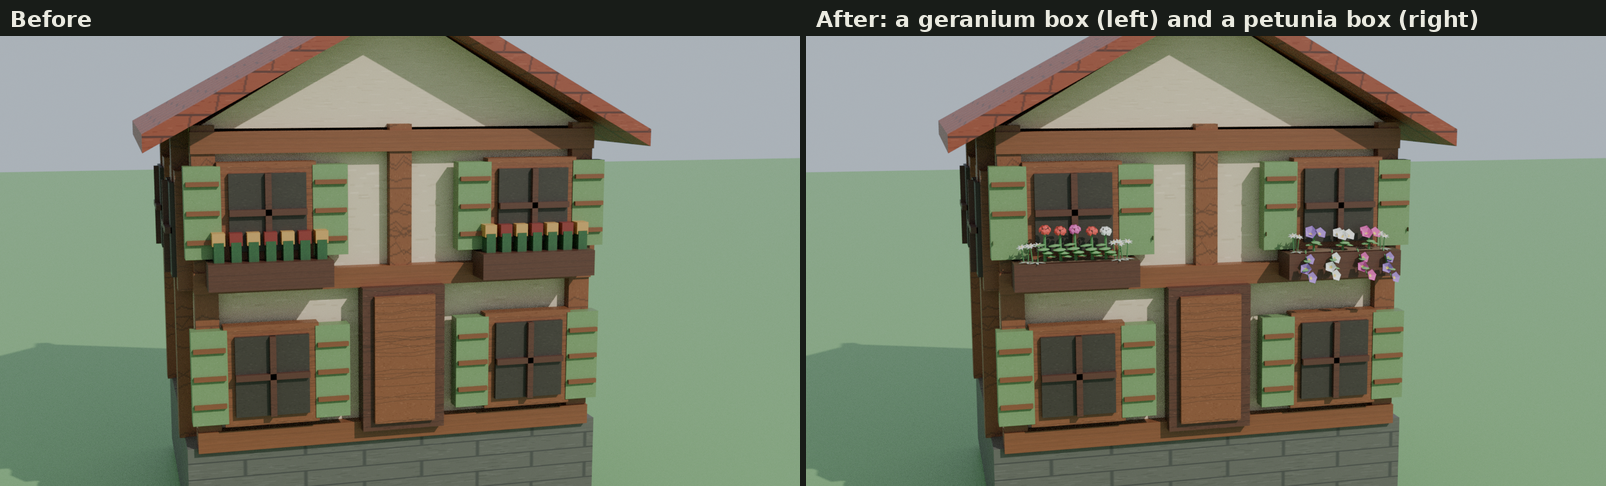 Before
After: a geranium box (left) and a petunia box (right)